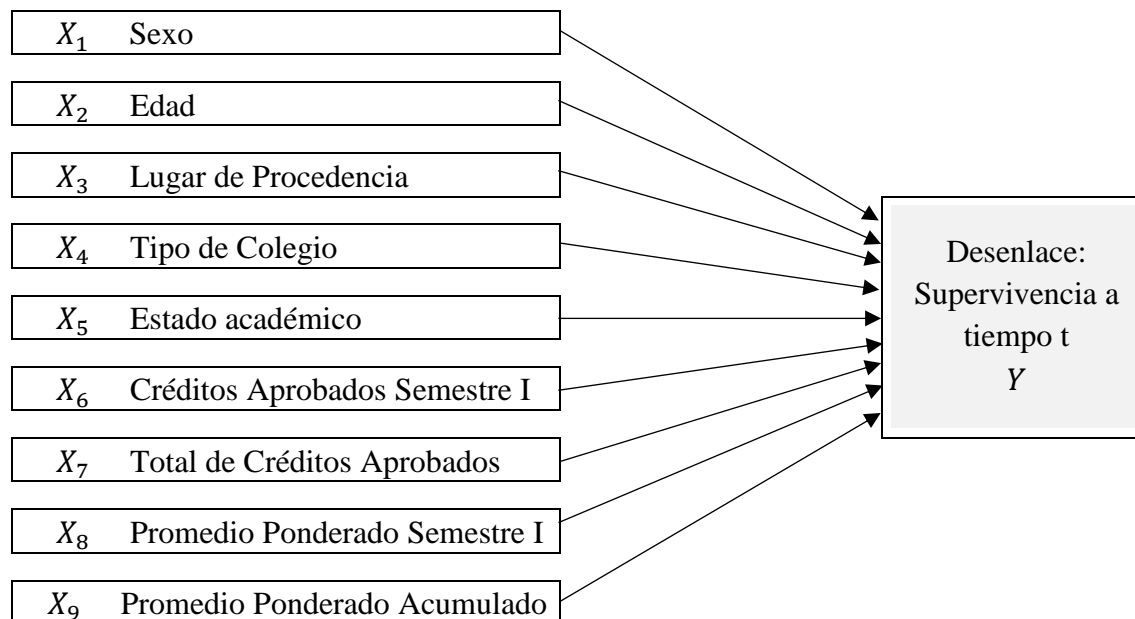 X₁ Sexo
X₂ Edad
X₃ Lugar de Procedencia
X₄ Tipo de Colegio
X₅ Estado académico
X₆ Créditos Aprobados Semestre I
X₇ Total de Créditos Aprobados
X₈ Promedio Ponderado Semestre I
X₉ Promedio Ponderado Acumulado
Desenlace:
Supervivencia a
tiempo t
Y